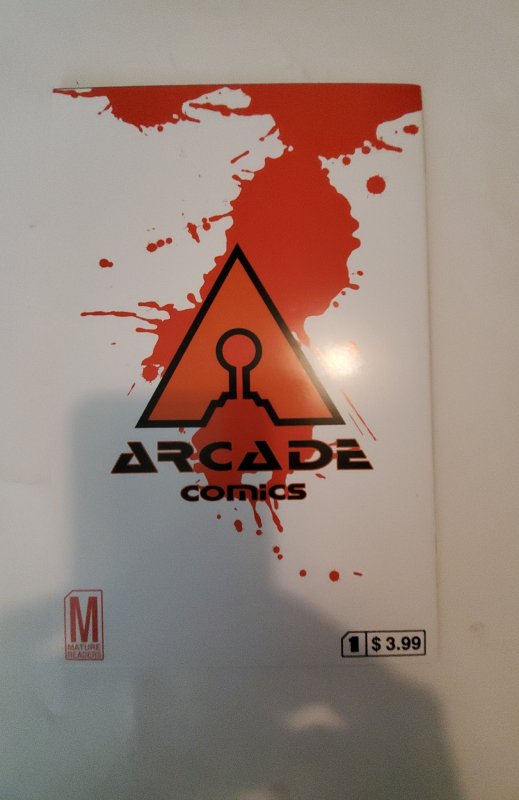 ARCADE
comics
M
MATURE
READERS
1 $ 3.99